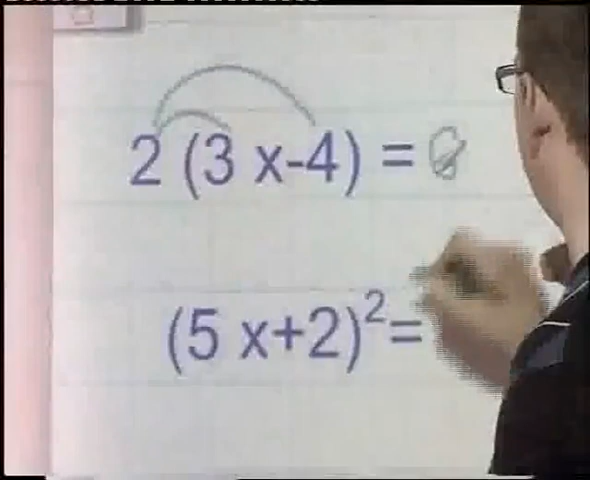 2 (3 x-4) =
(5 x+2)²=